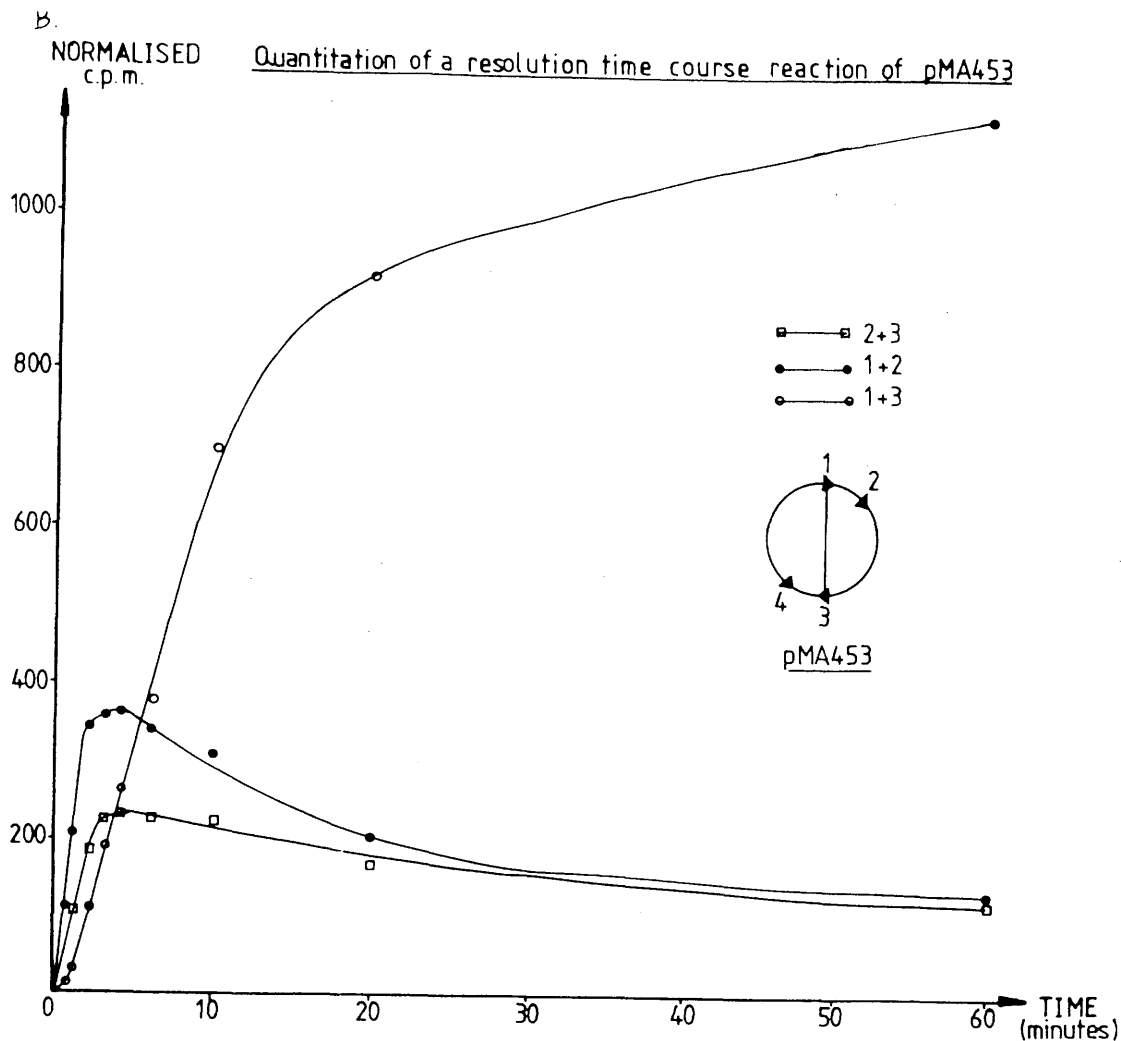 B.
NORMALISED
c.p.m.
Quantitation of a resolution time course reaction of pMA453
1000
800
600
400
200
0
10
20
30
40
50
60
TIME
(minutes)
2+3
1+2
1+3
1
2
4
3
pMA453